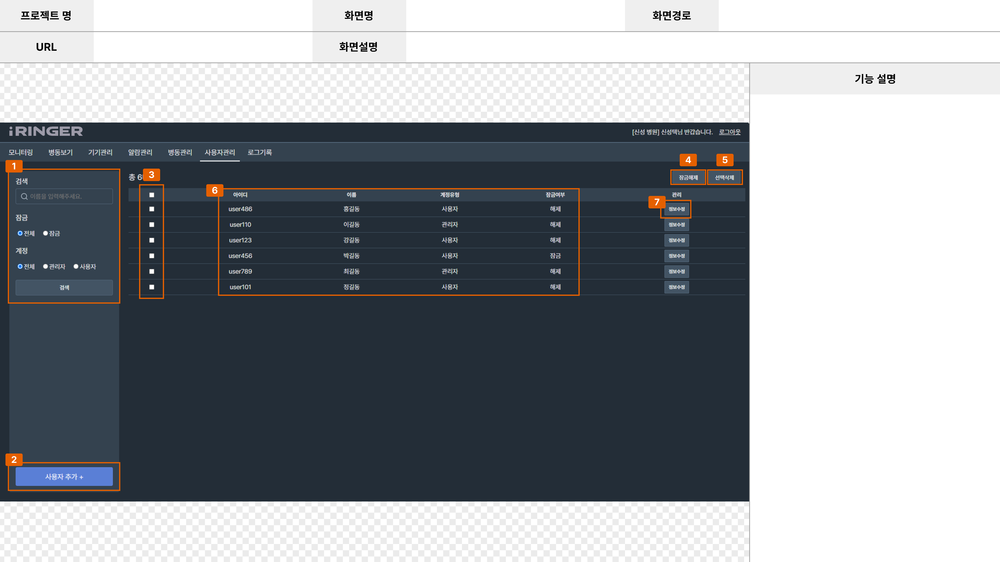 프로젝트 명
화면명
화면경로
URL
화면설명
기능 설명
iRINGER
[신성 병원] 신성택님 반갑습니다. 로그아웃
모니터링 병동보기 기기관리 알람관리 병동관리 사용자관리 로그기록
1
검색
이름을 입력해주세요.
잠금
전체 잠금
계정
전체 관리자 사용자
검색
2
사용자 추가 +
총
3
4
잠금해제
5
선택삭제
6
아이디 이름 계정유형 잠금여부 관리
7
user486 홍길동 사용자 해제 정보수정
user110 이길동 관리자 해제 정보수정
user123 강길동 사용자 해제 정보수정
user456 박길동 사용자 잠금 정보수정
user789 최길동 관리자 해제 정보수정
user101 정길동 사용자 해제 정보수정